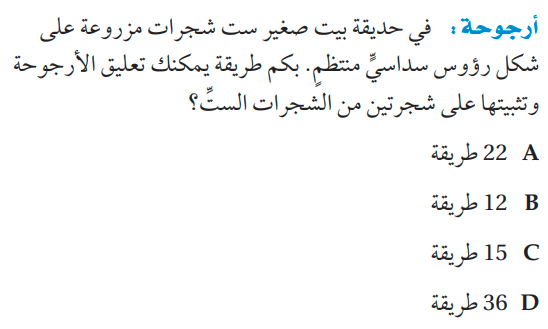 أرجوحة: في حديقة بيت صغير ست شجرات مزروعة على
شكل رؤوس سداسيٍّ منتظمٍ. بكم طريقة يمكنك تعليق الأرجوحة
وتثبيتها على شجرتين من الشجرات الستِّ؟
A 22 طريقة
B 12 طريقة
C 15 طريقة
D 36 طريقة